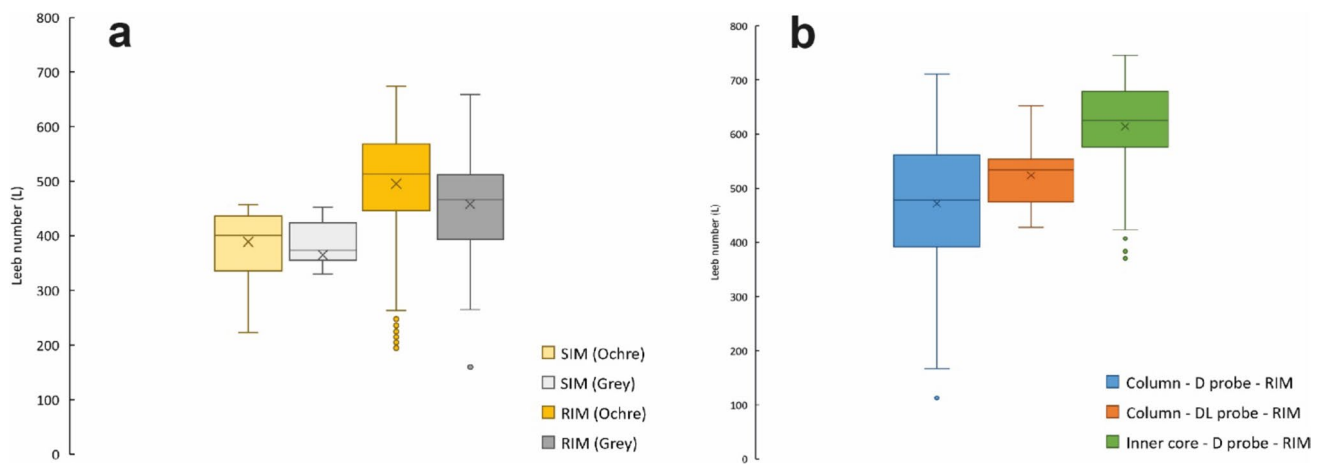 a
800
700
600
500
400
300
200
100
0
Leeb number (L)
SIM (Ochre)
SIM (Grey)
RIM (Ochre)
RIM (Grey)
b
800
700
600
500
400
300
200
100
0
Leeb number (L)
Column - D probe - RIM
Column - DL probe - RIM
Inner core - D probe - RIM